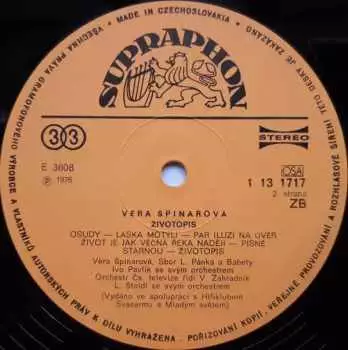 MADE IN CZECHOSLOVAKIA • VŠECHNA PRÁVA GRAMOFONOVÉHO VÝROBCE A VLASTNÍKŮ AUTORSKÝCH PRÁV K DÍLU VYHRAŽENA • POŘIZOVÁNÍ KOPIÍ, VEŘEJNÉ PROVOZOVÁNÍ A ROZHLASOVÉ ŠÍŘENÍ TÉTO DESKY JE ZAKÁZÁNO
SUPRAPHON
33
STEREO
E 3608
℗ 1976
OSA
1 13 1717
2. strana
ZB
VĚRA ŠPINAROVÁ
ŽIVOTOPIS
OSUDY — LÁSKA MOTÝLÍ — PÁR ILUZÍ NA ÚVĚR
ŽIVOT JE JAK VĚČNÁ ŘEKA NADĚJÍ — PÍSNĚ
STÁRNOU — ŽIVOTOPIS
Věra Špinarová, Sbor L. Pánka a Babety
Ivo Pavlík se svým orchestrem
Orchestr Čs. televize řídí V. Zahradník
L. Štaidl se svým orchestrem
(Vydáno ve spolupráci s Hifiklubem
Svazarmu a Mladým světem)